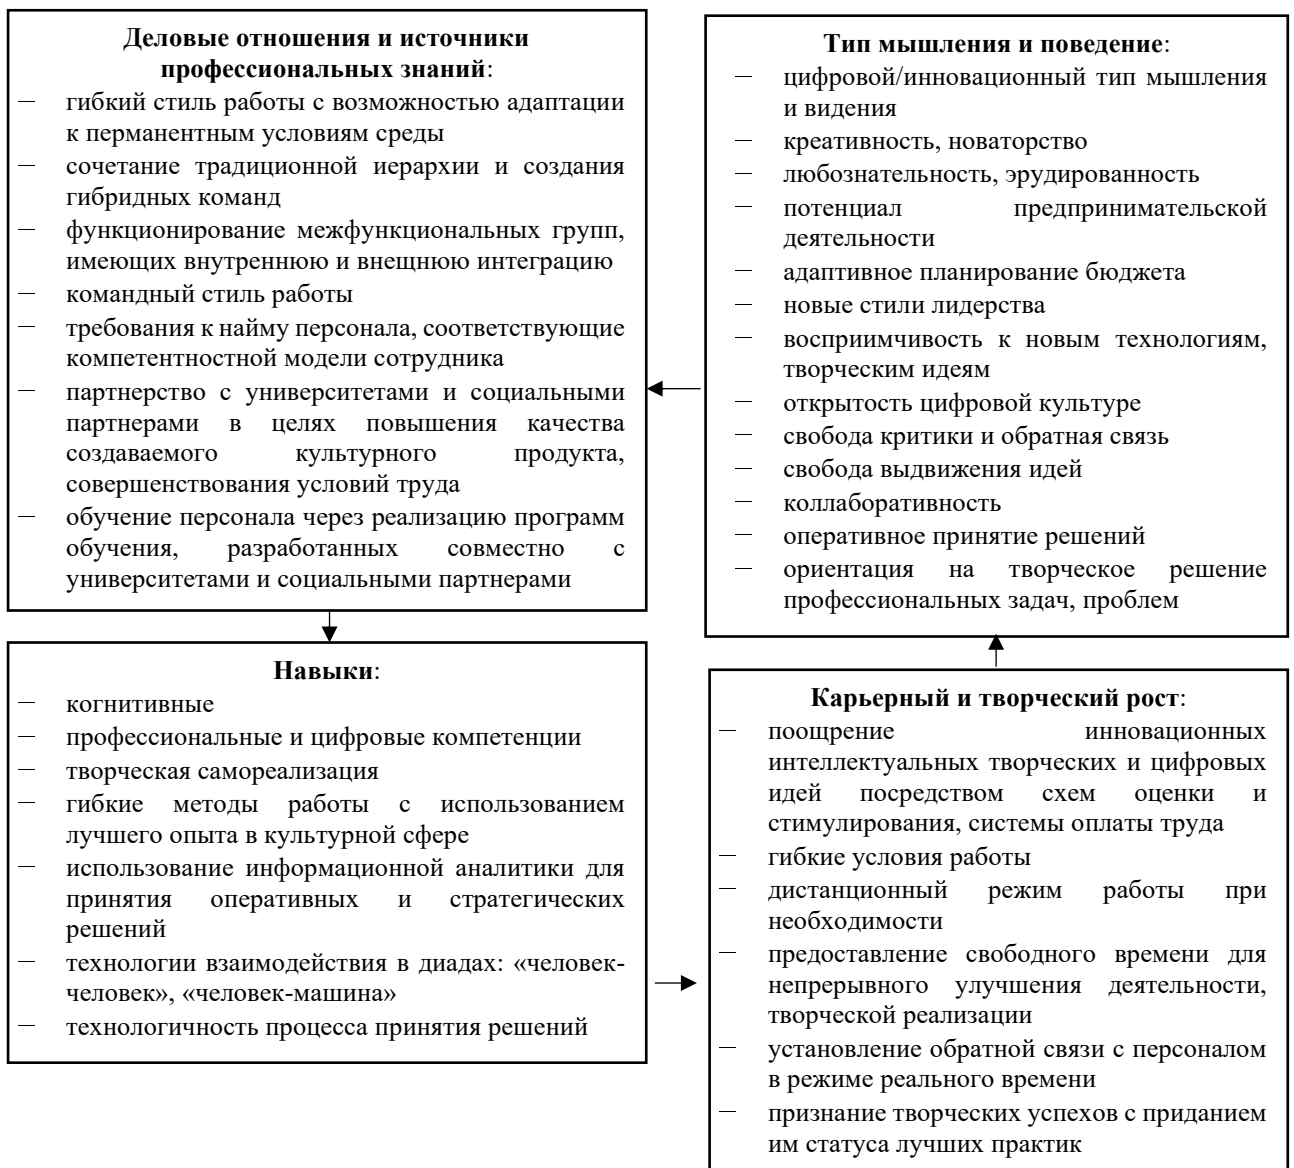 Деловые отношения и источники
профессиональных знаний:
— гибкий стиль работы с возможностью адаптации
к перманентным условиям среды
— сочетание традиционной иерархии и создания
гибридных команд
— функционирование межфункциональных групп,
имеющих внутреннюю и внещнюю интеграцию
— командный стиль работы
— требования к найму персонала, соответствующие
компетентностной модели сотрудника
— партнерство с университетами и социальными
партнерами в целях повышения качества
создаваемого культурного продукта,
совершенствования условий труда
— обучение персонала через реализацию программ
обучения, разработанных совместно с
университетами и социальными партнерами
Тип мышления и поведение:
— цифровой/инновационный тип мышления
и видения
— креативность, новаторство
— любознательность, эрудированность
— потенциал предпринимательской
деятельности
— адаптивное планирование бюджета
— новые стили лидерства
— восприимчивость к новым технологиям,
творческим идеям
— открытость цифровой культуре
— свобода критики и обратная связь
— свобода выдвижения идей
— коллаборативность
— оперативное принятие решений
— ориентация на творческое решение
профессиональных задач, проблем
Навыки:
— когнитивные
— профессиональные и цифровые компетенции
— творческая самореализация
— гибкие методы работы с использованием
лучшего опыта в культурной сфере
— использование информационной аналитики для
принятия оперативных и стратегических
решений
— технологии взаимодействия в диадах: «человек-
человек», «человек-машина»
— технологичность процесса принятия решений
Карьерный и творческий рост:
— поощрение инновационных
интеллектуальных творческих и цифровых
идей посредством схем оценки и
стимулирования, системы оплаты труда
— гибкие условия работы
— дистанционный режим работы при
необходимости
— предоставление свободного времени для
непрерывного улучшения деятельности,
творческой реализации
— установление обратной связи с персоналом
в режиме реального времени
— признание творческих успехов с приданием
им статуса лучших практик